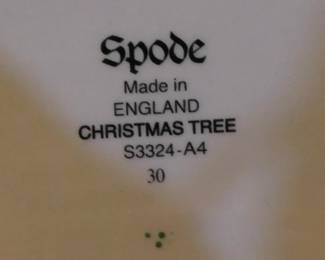 Spode
Made in
ENGLAND
CHRISTMAS TREE
S3324-A4
30